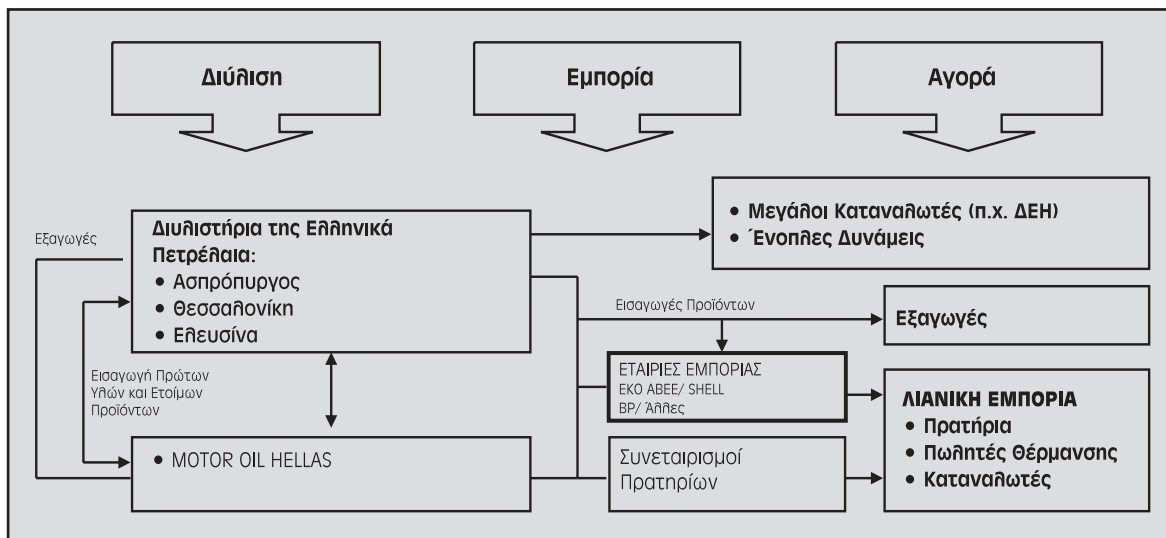 Διύλιση
Εμπορία
Αγορά
Εξαγωγές
Διυλιστήρια της Ελληνικά
Πετρέλαια:
• Ασπρόπυργος
• Θεσσαλονίκη
• Ελευσίνα
• Μεγάλοι Καταναλωτές (π.χ. ΔΕΗ)
• Ένοπλες Δυνάμεις
Εισαγωγές Προϊόντων
Εξαγωγές
Εισαγωγή Πρώτων
Υλών και Ετοίμων
Προϊόντων
ΕΤΑΙΡΙΕΣ ΕΜΠΟΡΙΑΣ
ΕΚΟ ΑΒΕΕ/ SHELL
BP/ Άλλες
ΛΙΑΝΙΚΗ ΕΜΠΟΡΙΑ
• Πρατήρια
• Πωλητές Θέρμανσης
• Καταναλωτές
• MOTOR OIL HELLAS
Συνεταιρισμοί
Πρατηρίων